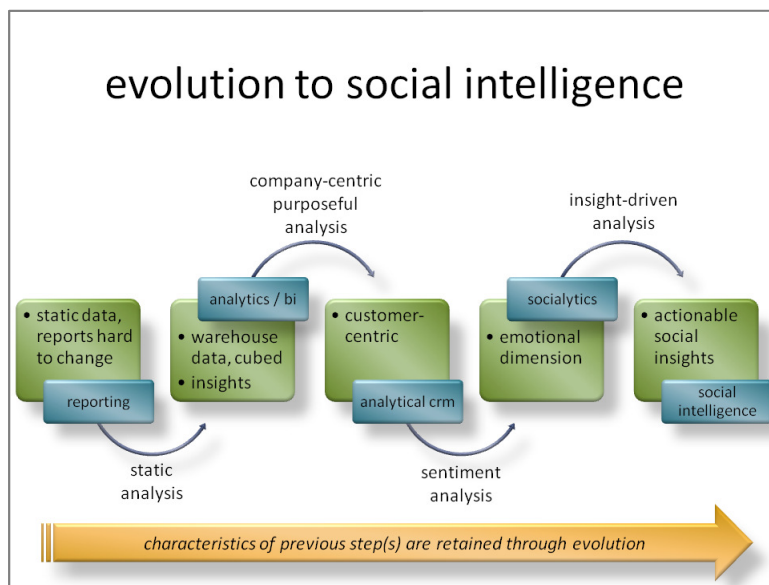 evolution to social intelligence
company-centric
purposeful
analysis
insight-driven
analysis
analytics / bi
socialytics
• static data,
reports hard
to change
• warehouse
data, cubed
• insights
• customer-
centric
• emotional
dimension
• actionable
social
insights
reporting
analytical crm
social
intelligence
static
analysis
sentiment
analysis
characteristics of previous step(s) are retained through evolution